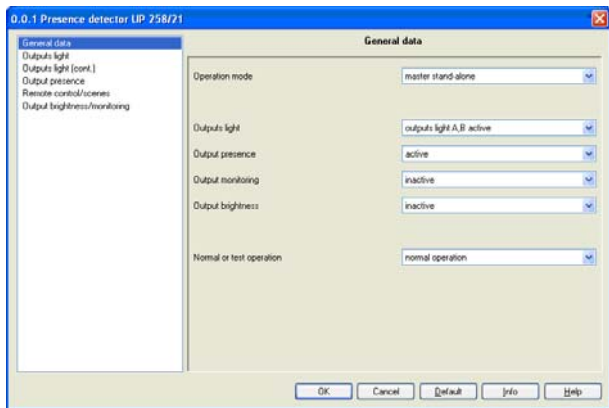 0.0.1 Presence detector UP 258/21
General data
Outputs light
Outputs light (cont.)
Output presence
Remote control/scenes
Output brightness/monitoring
General data
Operation mode master stand-alone
Outputs light outputs light A,B active
Output presence active
Output monitoring inactive
Output brightness inactive
Normal or test operation normal operation
OK Cancel Default Info Help